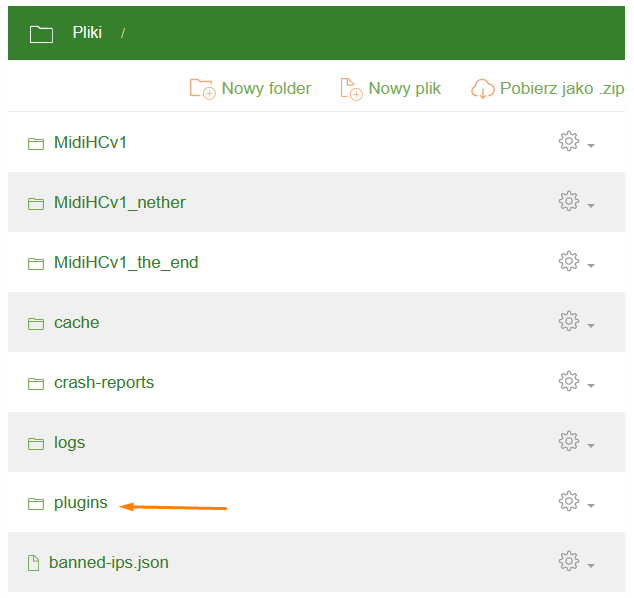 Pliki /
Nowy folder Nowy plik Pobierz jako .zip
MidiHCv1
MidiHCv1_nether
MidiHCv1_the_end
cache
crash-reports
logs
plugins
banned-ips.json